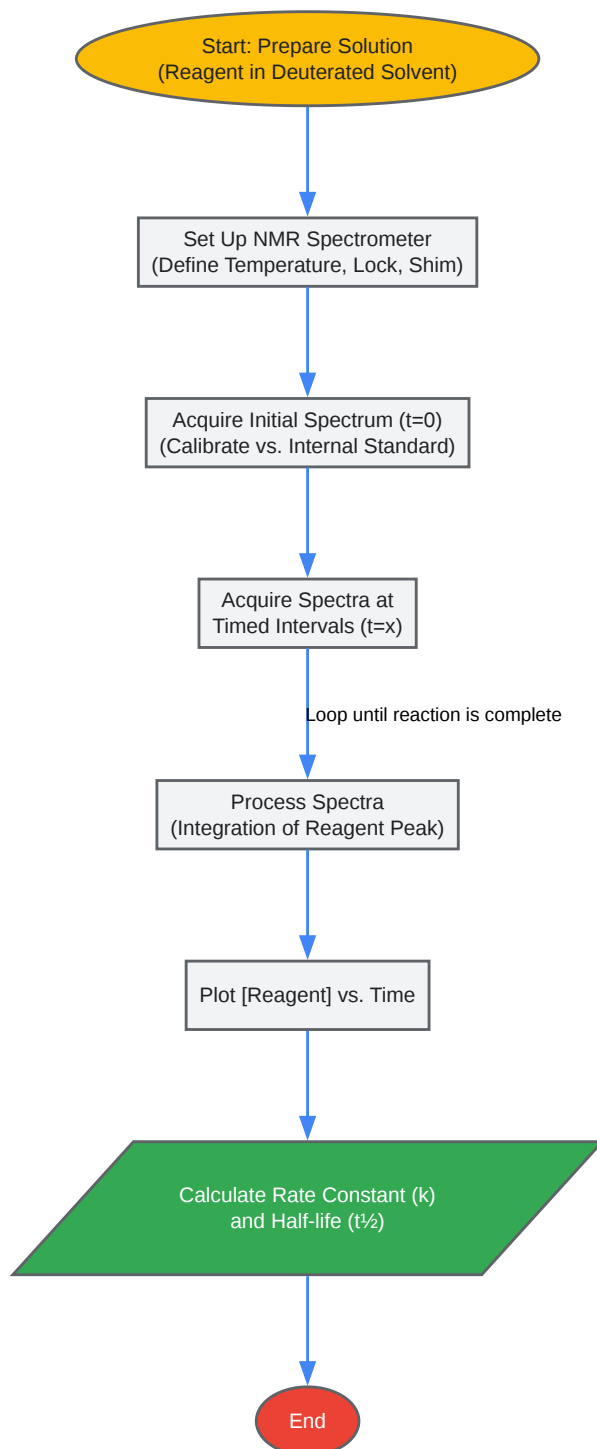 Start: Prepare Solution
(Reagent in Deuterated Solvent)
Set Up NMR Spectrometer
(Define Temperature, Lock, Shim)
Acquire Initial Spectrum (t=0)
(Calibrate vs. Internal Standard)
Acquire Spectra at
Timed Intervals (t=x)
Loop until reaction is complete
Process Spectra
(Integration of Reagent Peak)
Plot [Reagent] vs. Time
Calculate Rate Constant (k)
and Half-life (t½)
End